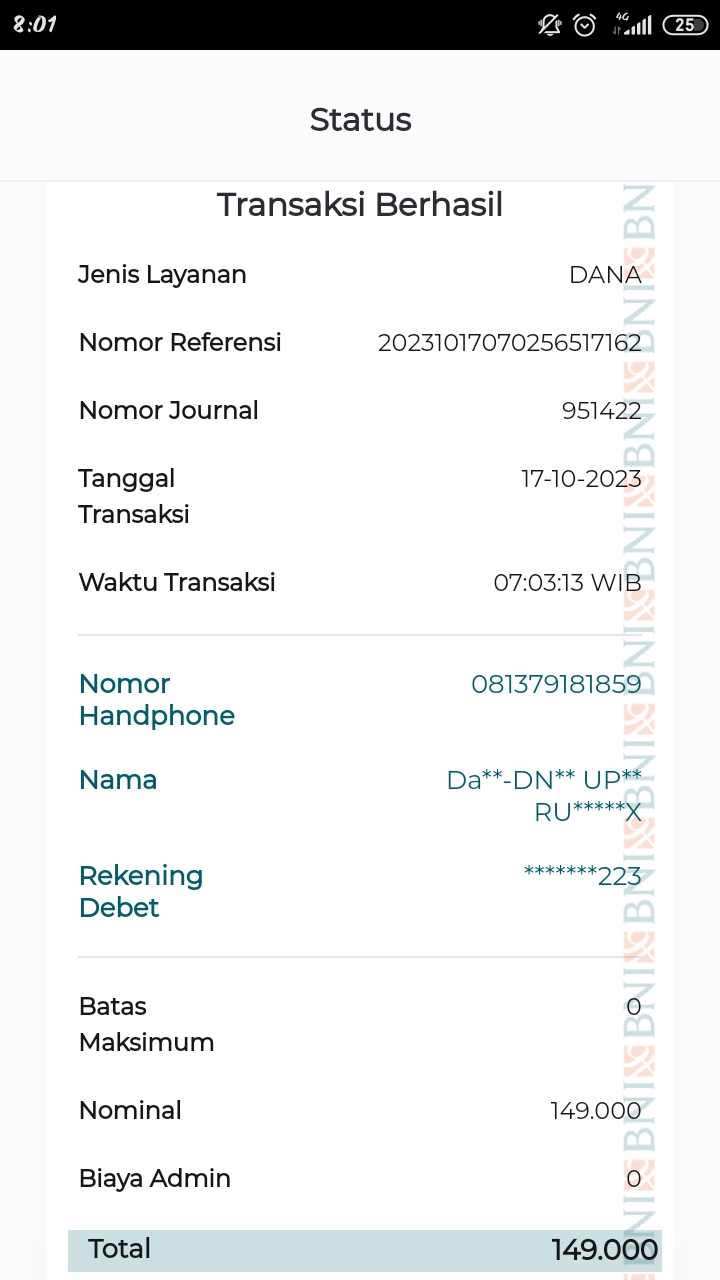 8:01
4G
25
Status
Transaksi Berhasil
Jenis Layanan DANA
Nomor Referensi 20231017070256517162
Nomor Journal 951422
Tanggal 17-10-2023
Transaksi
Waktu Transaksi 07:03:13 WIB
Nomor 081379181859
Handphone
Nama Da**-DN** UP**
RU*****X
Rekening *******223
Debet
Batas 0
Maksimum
Nominal 149.000
Biaya Admin 0
Total 149.000
BNI BNI BNI BNI BNI BNI BNI BNI BNI BNI